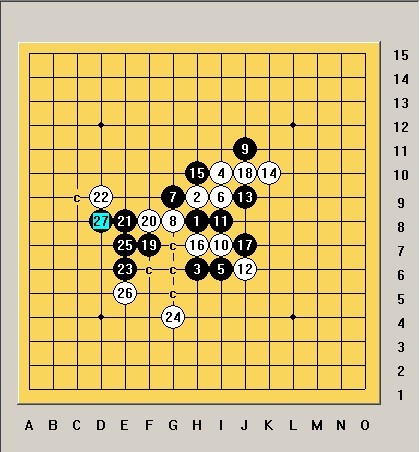 15
14
13
12
9 11
15 4 18 14 10
c 22 7 2 6 13 9
27 21 20 8 1 11 8
25 19 c 16 10 17 7
23 c c 3 5 12 6
26 c 5
24 4
3
2
1
A B C D E F G H I J K L M N O